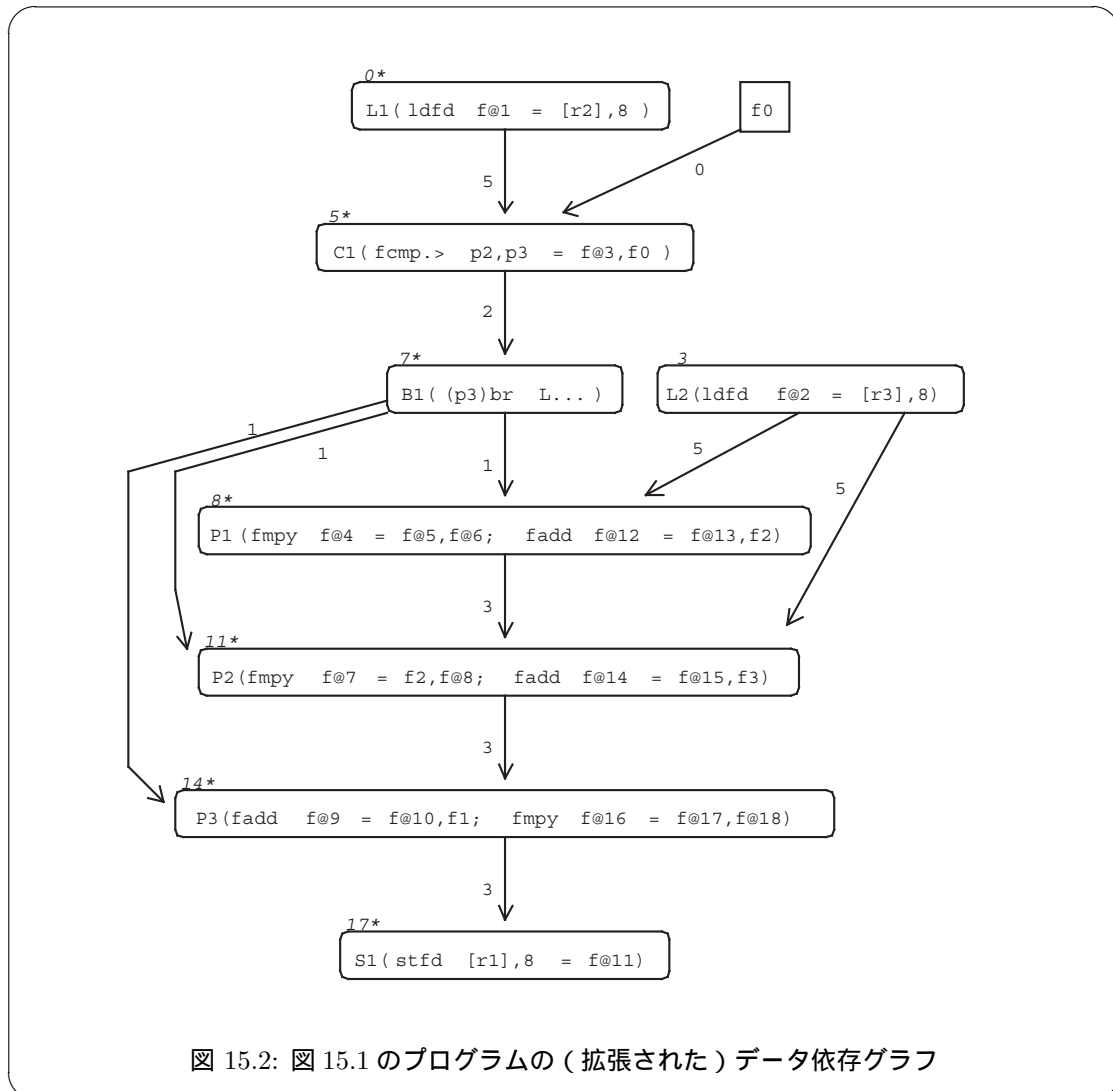 0*
L1(ldfd f@1 = [r2],8 )
f0
5
0
5*
C1(fcmp.> p2,p3 = f@3,f0 )
2
7*
B1((p3)br L...)
3
L2(ldfd f@2 = [r3],8)
1
1
1
5
5
8*
P1(fmpy f@4 = f@5,f@6; fadd f@12 = f@13,f2)
3
11*
P2(fmpy f@7 = f2,f@8; fadd f@14 = f@15,f3)
3
14*
P3(fadd f@9 = f@10,f1; fmpy f@16 = f@17,f@18)
3
17*
S1(stfd [r1],8 = f@11)
図 15.2: 図 15.1 のプログラムの ( 拡張された ) データ依存グラフ